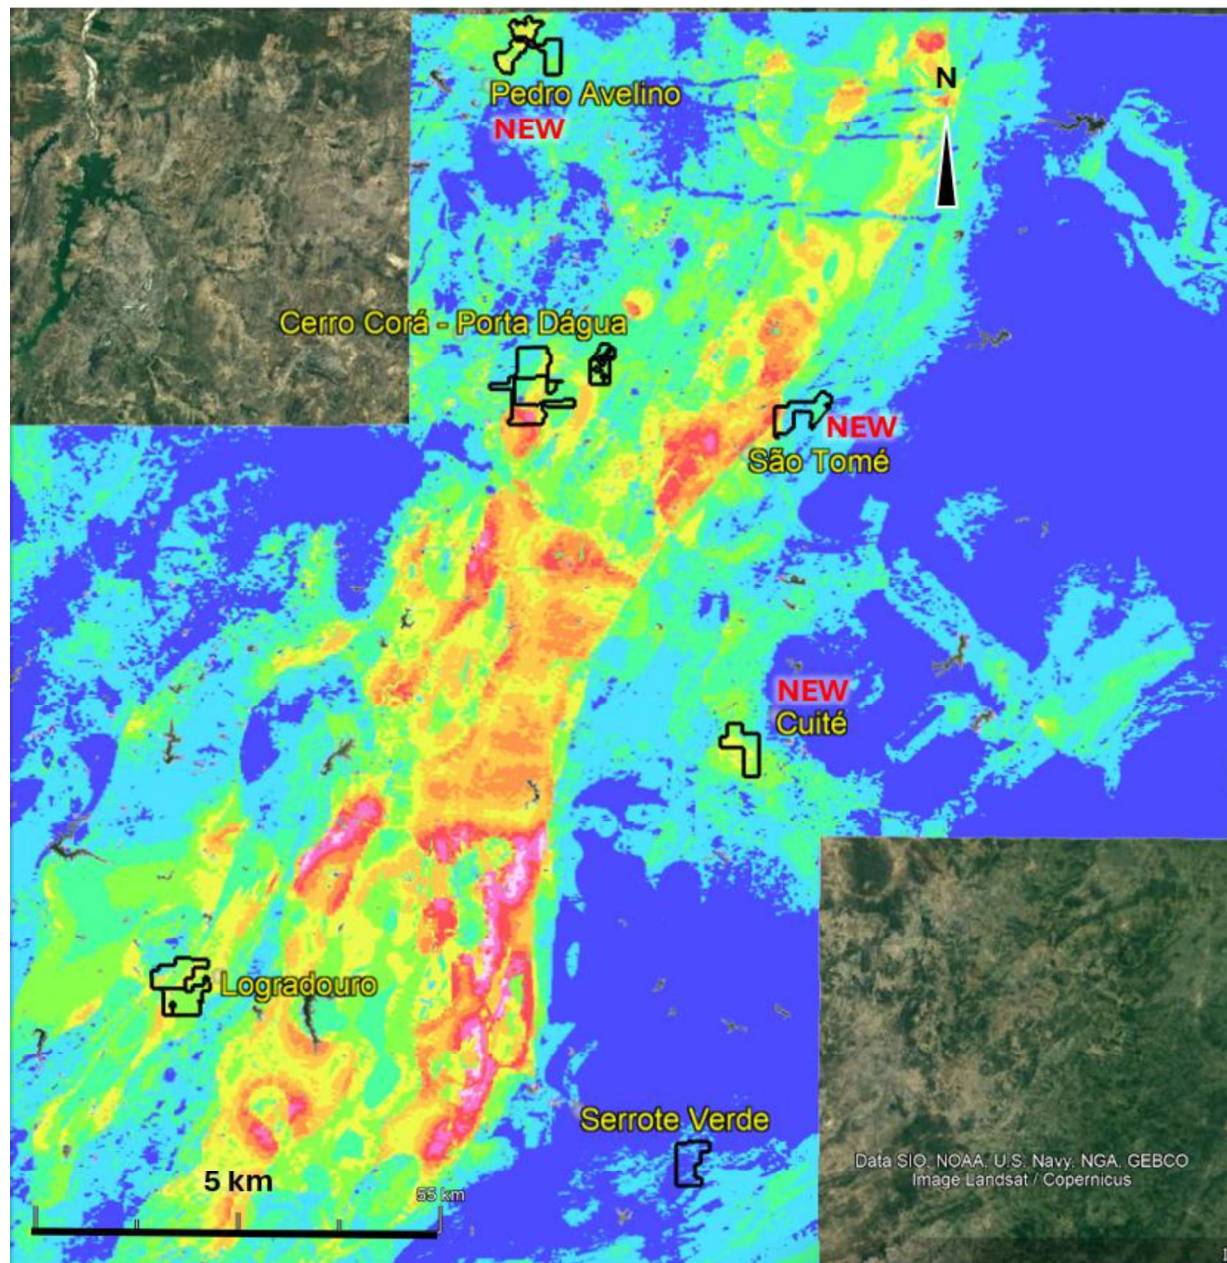 Pedro Avelino
NEW
N
Cerro Corá - Porta Dágua
NEW
São Tomé
NEW
Cuité
Logradouro
Serrote Verde
Data SIO, NOAA, U.S. Navy, NGA, GEBCO
Image Landsat / Copernicus
5 km
55 km